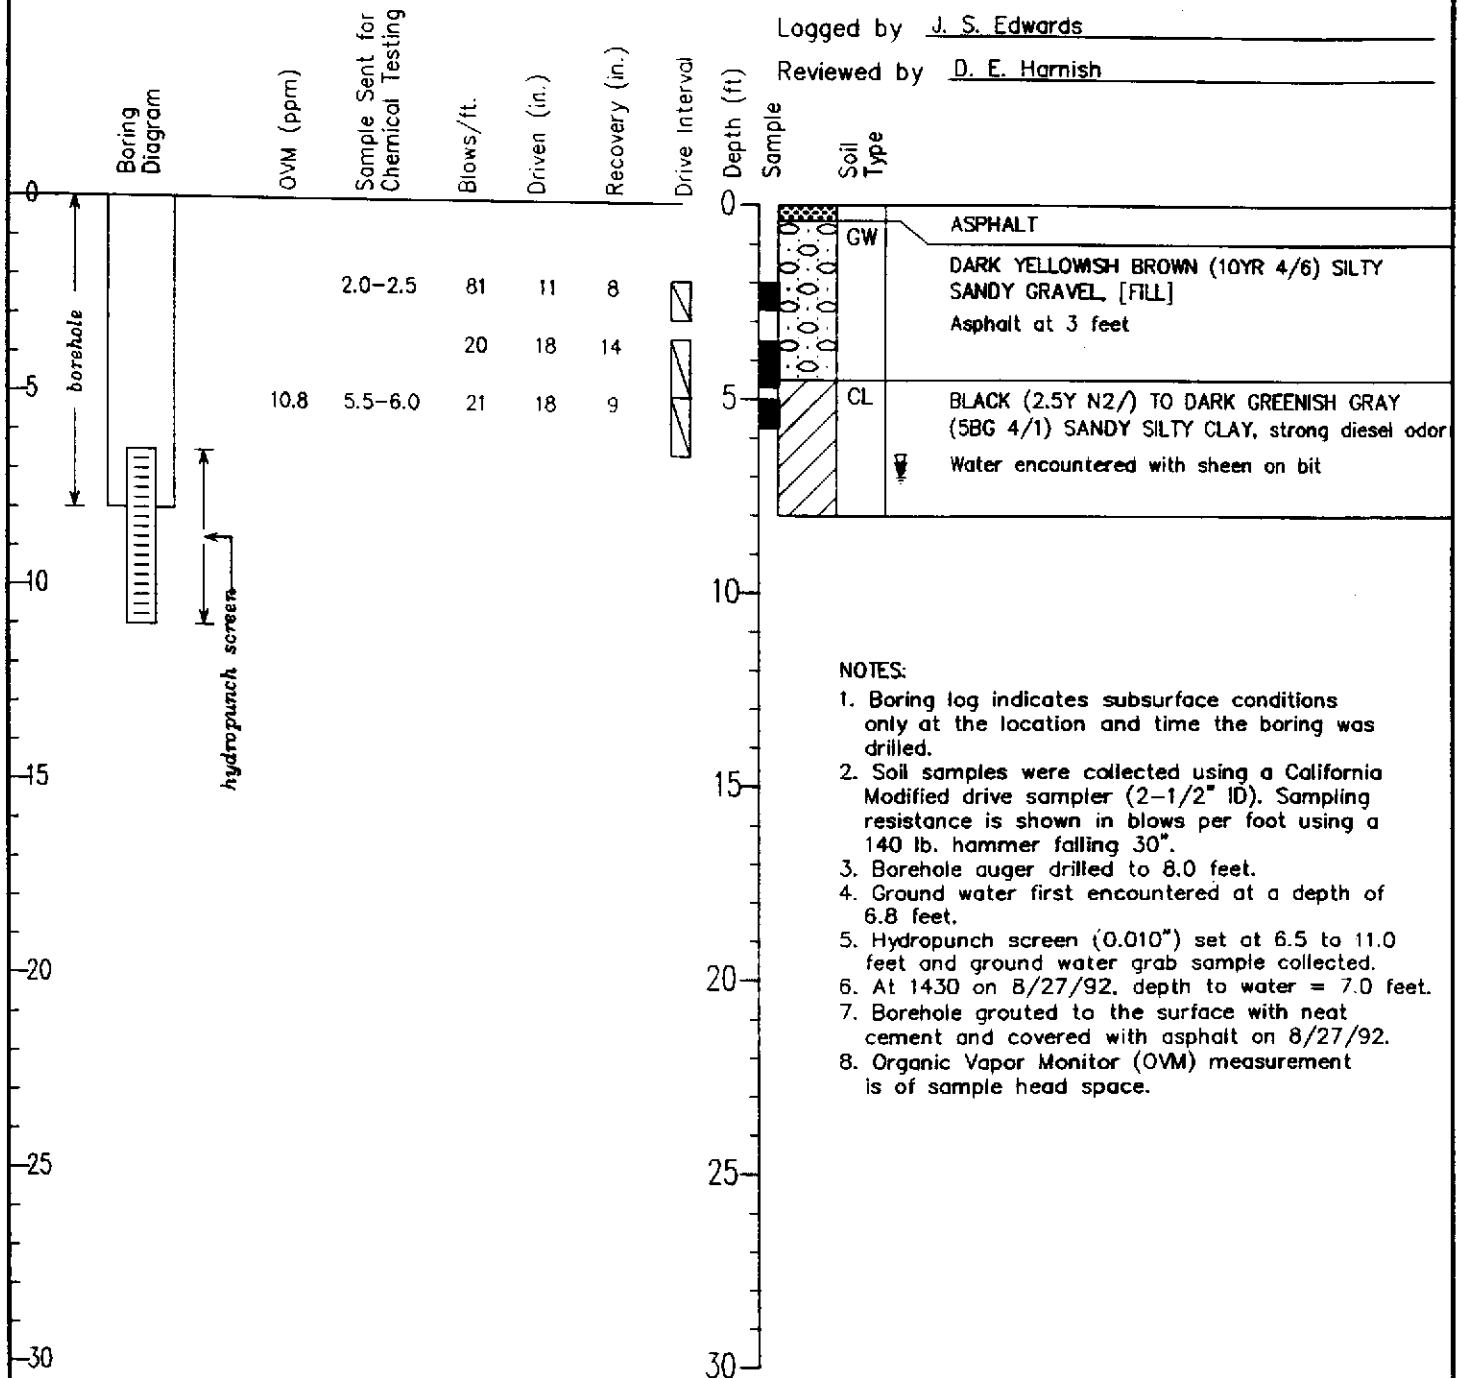 Logged by J. S. Edwards
Reviewed by D. E. Harnish
Boring
Diagram
OVM (ppm)
Sample Sent for
Chemical Testing
Blows/ft.
Driven (in.)
Recovery (in.)
Drive Interval
Depth (ft)
Sample
Soil
Type
0
5
10
15
20
25
30
borehole
hydropunch screen
2.0-2.5 81 11 8
20 18 14
10.8 5.5-6.0 21 18 9
0
5
10
15
20
25
30
GW
CL
ASPHALT
DARK YELLOWISH BROWN (10YR 4/6) SILTY
SANDY GRAVEL, [FILL]
Asphalt at 3 feet
BLACK (2.5Y N2/) TO DARK GREENISH GRAY
(5BG 4/1) SANDY SILTY CLAY, strong diesel odor
Water encountered with sheen on bit
NOTES:
1. Boring log indicates subsurface conditions
only at the location and time the boring was
drilled.
2. Soil samples were collected using a California
Modified drive sampler (2-1/2" ID). Sampling
resistance is shown in blows per foot using a
140 lb. hammer falling 30".
3. Borehole auger drilled to 8.0 feet.
4. Ground water first encountered at a depth of
6.8 feet.
5. Hydropunch screen (0.010") set at 6.5 to 11.0
feet and ground water grab sample collected.
6. At 1430 on 8/27/92, depth to water = 7.0 feet.
7. Borehole grouted to the surface with neat
cement and covered with asphalt on 8/27/92.
8. Organic Vapor Monitor (OVM) measurement
is of sample head space.